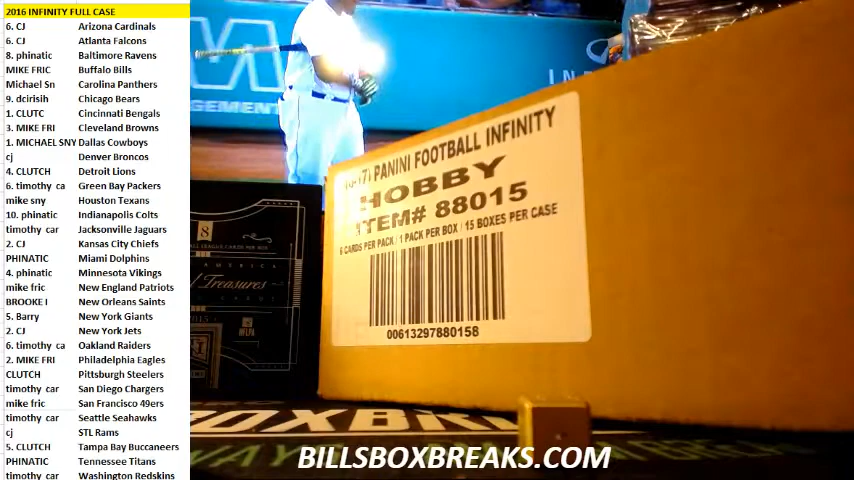 2016 INFINITY FULL CASE
6. CJ Arizona Cardinals
6. CJ Atlanta Falcons
8. phinatic Baltimore Ravens
MIKE FRIC Buffalo Bills
Michael Sn Carolina Panthers
9. dcirisih Chicago Bears
1. CLUTC Cincinnati Bengals
3. MIKE FRI Cleveland Browns
1. MICHAEL SNY Dallas Cowboys
cj Denver Broncos
4. CLUTCH Detroit Lions
6. timothy ca Green Bay Packers
mike sny Houston Texans
10. phinatic Indianapolis Colts
timothy car Jacksonville Jaguars
2. CJ Kansas City Chiefs
PHINATIC Miami Dolphins
4. phinatic Minnesota Vikings
mike fric New England Patriots
BROOKE I New Orleans Saints
5. Barry New York Giants
2. CJ New York Jets
6. timothy ca Oakland Raiders
2. MIKE FRI Philadelphia Eagles
CLUTCH Pittsburgh Steelers
timothy car San Diego Chargers
mike fric San Francisco 49ers
timothy car Seattle Seahawks
cj STL Rams
5. CLUTCH Tampa Bay Buccaneers
PHINATIC Tennessee Titans
timothy car Washington Redskins
PANINI FOOTBALL INFINITY
HOBBY
ITEM# 88015
6 CARDS PER PACK / 1 PACK PER BOX / 15 BOXES PER CASE
00613297880158
8
Treasures
NFLPA
BILLSBOXBREAKS.COM